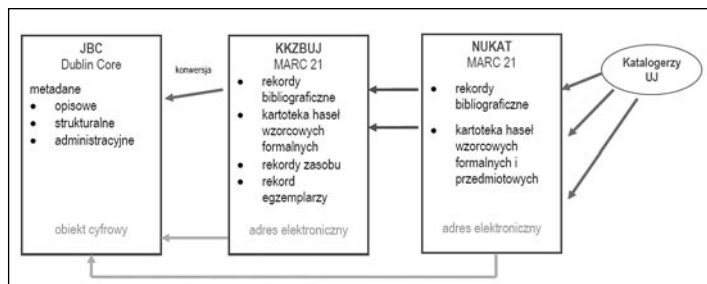 JBC
Dublin Core
metadane
● opisowe
● strukturalne
● administracyjne
obiekt cyfrowy
konwersja
KKZBUJ
MARC 21
● rekordy
bibliograficzne
● kartoteka haseł
wzorcowych
formalnych
● rekordy zasobu
● rekord
egzemplarzy
adres elektroniczny
NUKAT
MARC 21
● rekordy
bibliograficzne
● kartoteka haseł
wzorcowych
formalnych i
przedmiotowych
adres elektroniczny
Katalogerzy
UJ